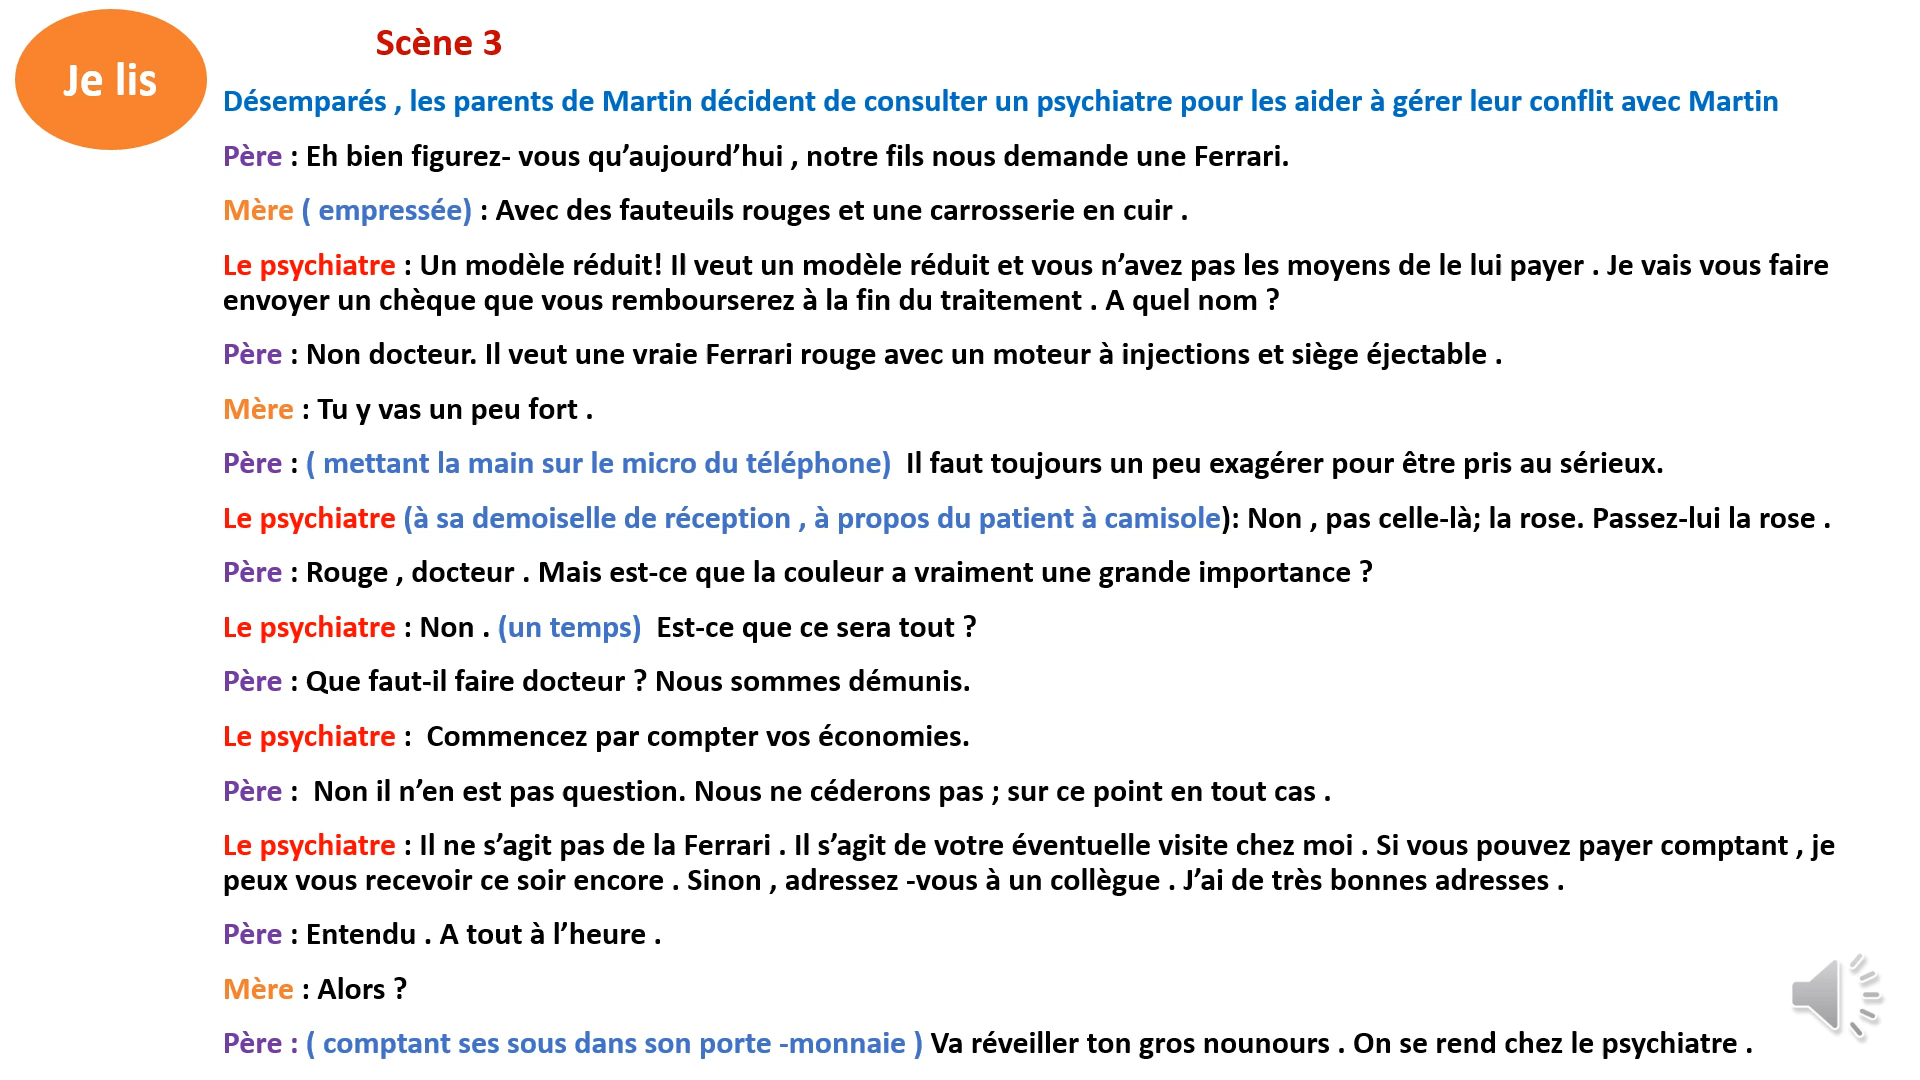 Je lis
Scène 3
Désemparés , les parents de Martin décident de consulter un psychiatre pour les aider à gérer leur conflit avec Martin
Père : Eh bien figurez- vous qu’aujourd’hui , notre fils nous demande une Ferrari.
Mère ( empressée) : Avec des fauteuils rouges et une carrosserie en cuir .
Le psychiatre : Un modèle réduit! Il veut un modèle réduit et vous n’avez pas les moyens de le lui payer . Je vais vous faire
envoyer un chèque que vous rembourserez à la fin du traitement . A quel nom ?
Père : Non docteur. Il veut une vraie Ferrari rouge avec un moteur à injections et siège éjectable .
Mère : Tu y vas un peu fort .
Père : ( mettant la main sur le micro du téléphone) Il faut toujours un peu exagérer pour être pris au sérieux.
Le psychiatre (à sa demoiselle de réception , à propos du patient à camisole): Non , pas celle-là; la rose. Passez-lui la rose .
Père : Rouge , docteur . Mais est-ce que la couleur a vraiment une grande importance ?
Le psychiatre : Non . (un temps) Est-ce que ce sera tout ?
Père : Que faut-il faire docteur ? Nous sommes démunis.
Le psychiatre : Commencez par compter vos économies.
Père : Non il n’en est pas question. Nous ne céderons pas ; sur ce point en tout cas .
Le psychiatre : Il ne s’agit pas de la Ferrari . Il s’agit de votre éventuelle visite chez moi . Si vous pouvez payer comptant , je
peux vous recevoir ce soir encore . Sinon , adressez -vous à un collègue . J’ai de très bonnes adresses .
Père : Entendu . A tout à l’heure .
Mère : Alors ?
Père : ( comptant ses sous dans son porte -monnaie ) Va réveiller ton gros nounours . On se rend chez le psychiatre .